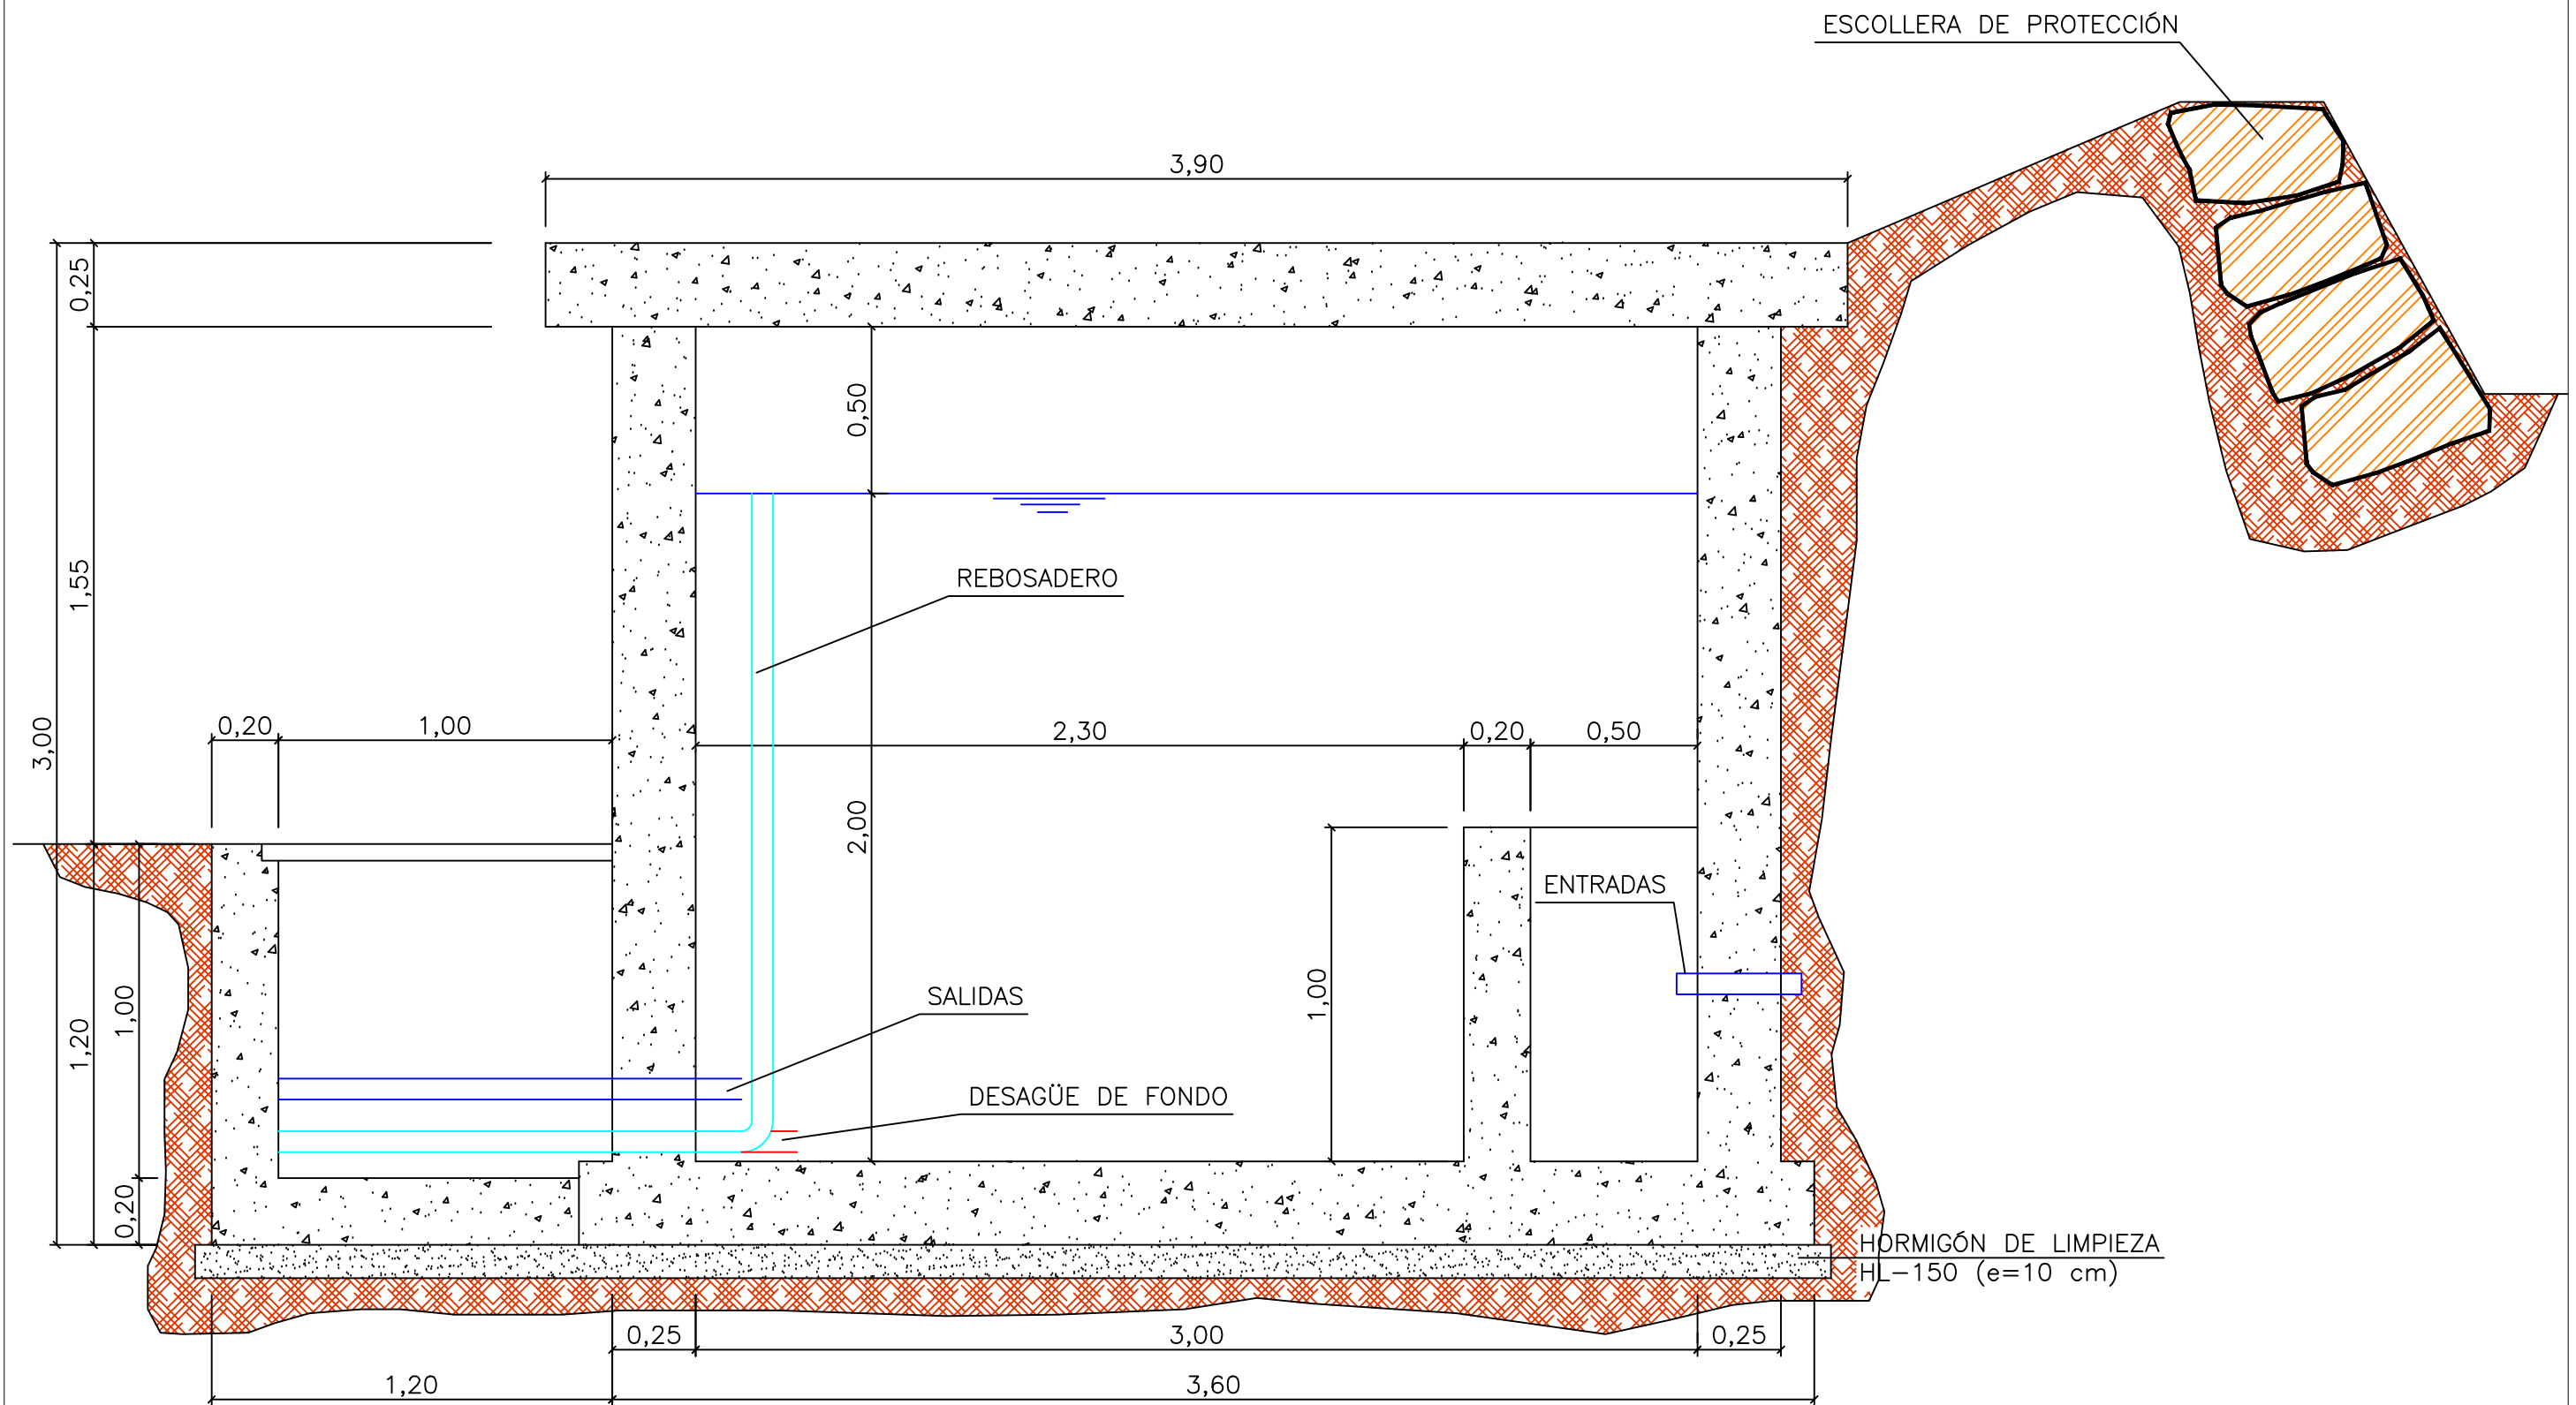 ESCOLLERA DE PROTECCIÓN
3,90
0,25
0,50
1,55
REBOSADERO
3,00
0,20
1,00
2,30
0,20
0,50
2,00
ENTRADAS
1,00
1,00
SALIDAS
1,20
DESAGÜE DE FONDO
0,20
HORMIGÓN DE LIMPIEZA
HL-150 (e=10 cm)
0,25
3,00
0,25
1,20
3,60